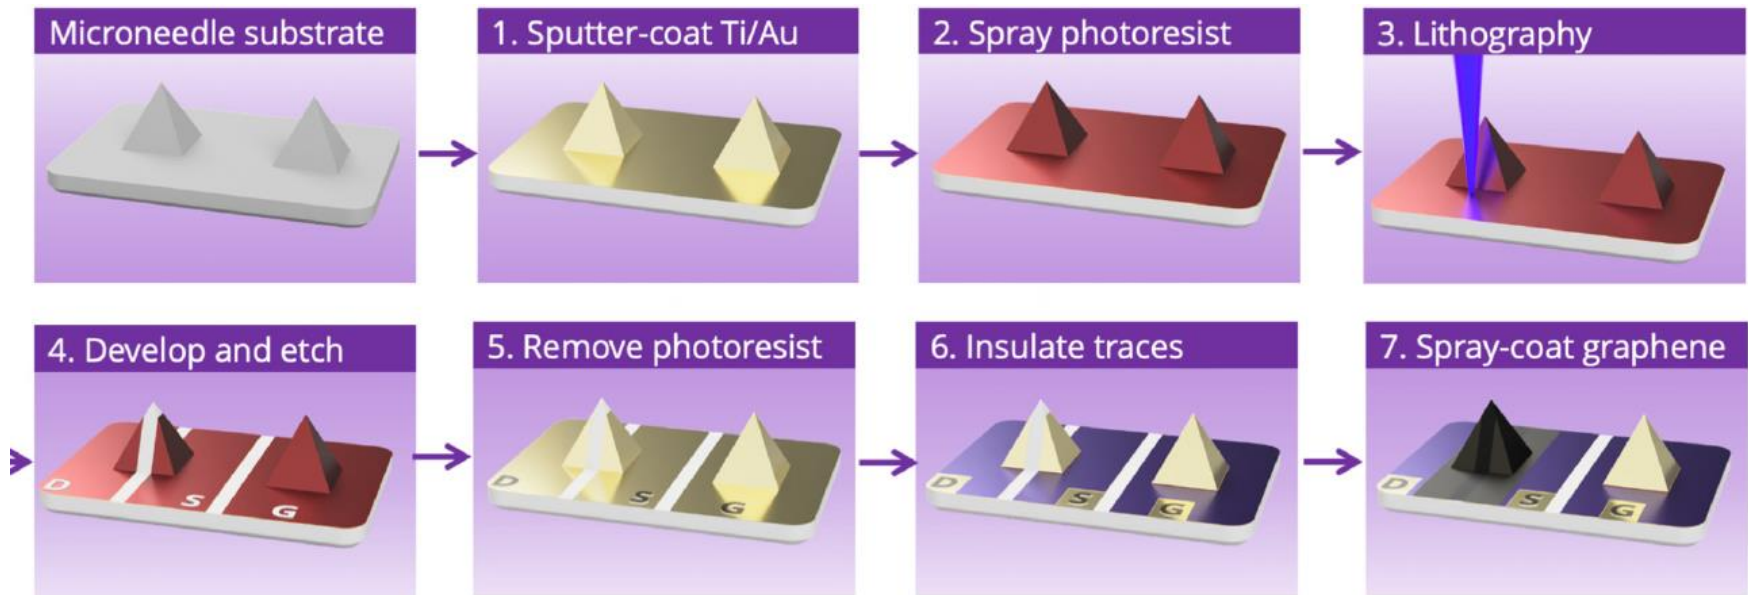 Microneedle substrate
1. Sputter-coat Ti/Au
2. Spray photoresist
3. Lithography
4. Develop and etch
D
S
G
5. Remove photoresist
D
S
G
6. Insulate traces
D
S
G
7. Spray-coat graphene
D
S
G